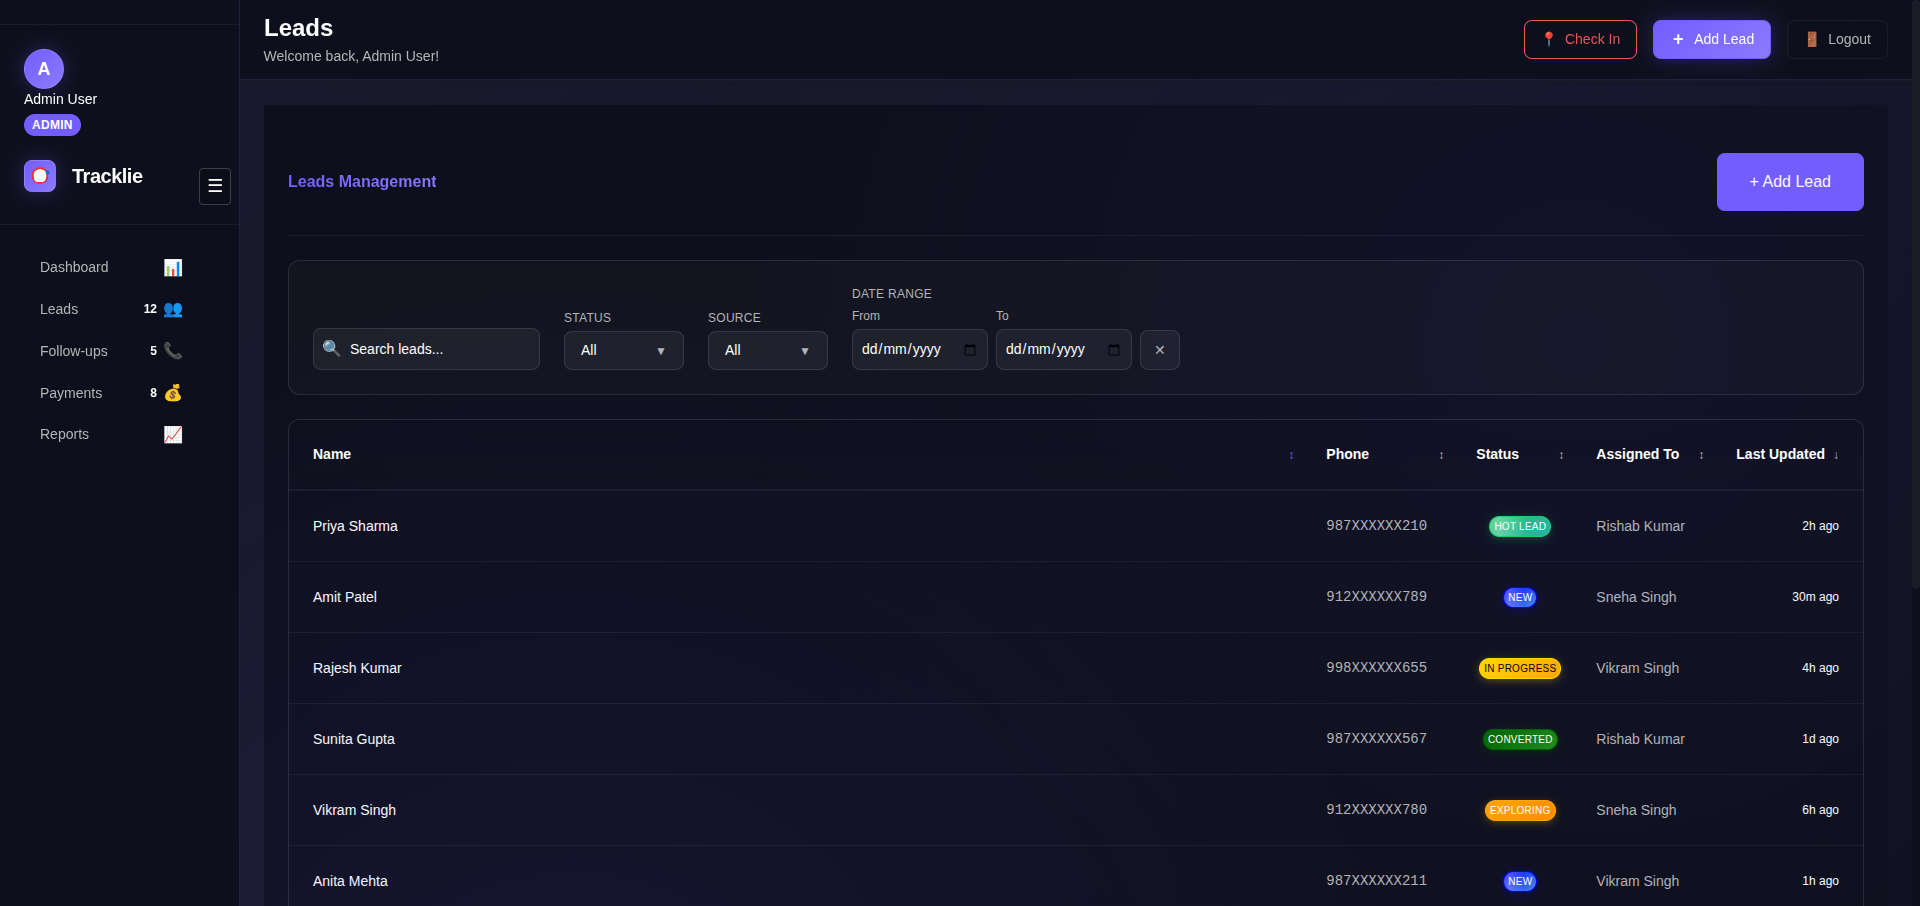 A
Admin User
ADMIN
Tracklie
Dashboard
Leads 12
Follow-ups 5
Payments 8
Reports
Leads
Welcome back, Admin User!
Check In
+ Add Lead
Logout
Leads Management
+ Add Lead
Search leads...
STATUS
All
SOURCE
All
DATE RANGE
From
dd/mm/yyyy
To
dd/mm/yyyy
Name Phone Status Assigned To Last Updated
Priya Sharma 987XXXXXX210 HOT LEAD Rishab Kumar 2h ago
Amit Patel 912XXXXXX789 NEW Sneha Singh 30m ago
Rajesh Kumar 998XXXXXX655 IN PROGRESS Vikram Singh 4h ago
Sunita Gupta 987XXXXXX567 CONVERTED Rishab Kumar 1d ago
Vikram Singh 912XXXXXX780 EXPLORING Sneha Singh 6h ago
Anita Mehta 987XXXXXX211 NEW Vikram Singh 1h ago